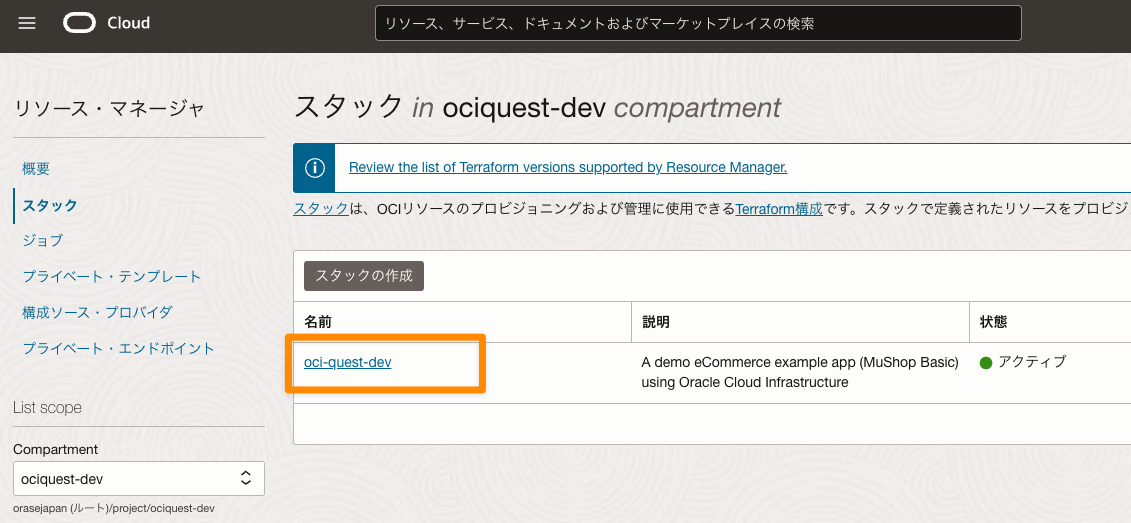 Cloud
リソース、サービス、ドキュメントおよびマーケットプレイスの検索
リソース・マネージャ
概要
スタック
ジョブ
プライベート・テンプレート
構成ソース・プロバイダ
プライベート・エンドポイント
List scope
Compartment
ociquest-dev
orasejapan (ルート)/project/ociquest-dev
スタック in ociquest-dev compartment
Review the list of Terraform versions supported by Resource Manager.
スタックは、OCIリソースのプロビジョニングおよび管理に使用できるTerraform構成です。スタックで定義されたリソースをプロビジ
スタックの作成
名前 説明 状態
oci-quest-dev A demo eCommerce example app (MuShop Basic) アクティブ
using Oracle Cloud Infrastructure